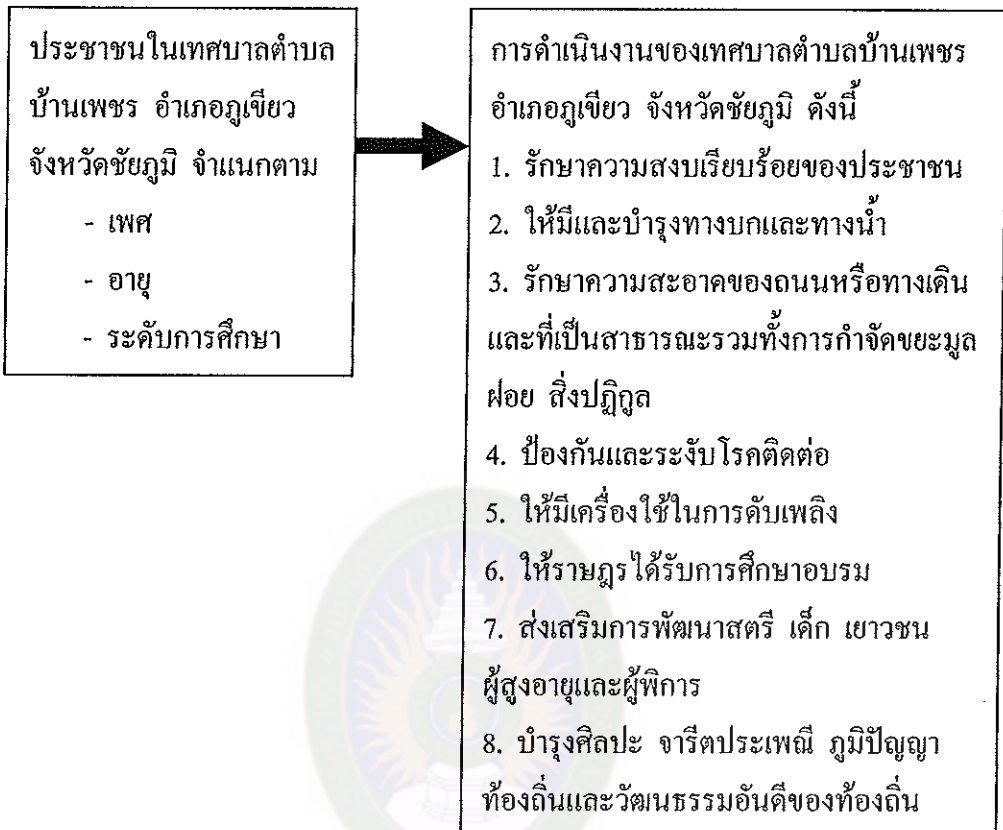 ประชาชนในเทศบาลตำบล
บ้านเพชร อำเภอภูเขียว
จังหวัดชัยภูมิ จำแนกตาม
- เพศ
- อายุ
- ระดับการศึกษา
การดำเนินงานของเทศบาลตำบลบ้านเพชร
อำเภอภูเขียว จังหวัดชัยภูมิ ดังนี้
1. รักษาความสงบเรียบร้อยของประชาชน
2. ให้มีและบำรุงทางบกและทางน้ำ
3. รักษาความสะอาดของถนนหรือทางเดิน
และที่เป็นสาธารณะรวมทั้งการกำจัดขยะมูล
ฝอย สิ่งปฏิกูล
4. ป้องกันและระงับโรคติดต่อ
5. ให้มีเครื่องใช้ในการดับเพลิง
6. ให้ราษฎรได้รับการศึกษาอบรม
7. ส่งเสริมการพัฒนาสตรี เด็ก เยาวชน
ผู้สูงอายุและผู้พิการ
8. บำรุงศิลปะ จารีตประเพณี ภูมิปัญญา
ท้องถิ่นและวัฒนธรรมอันดีของท้องถิ่น